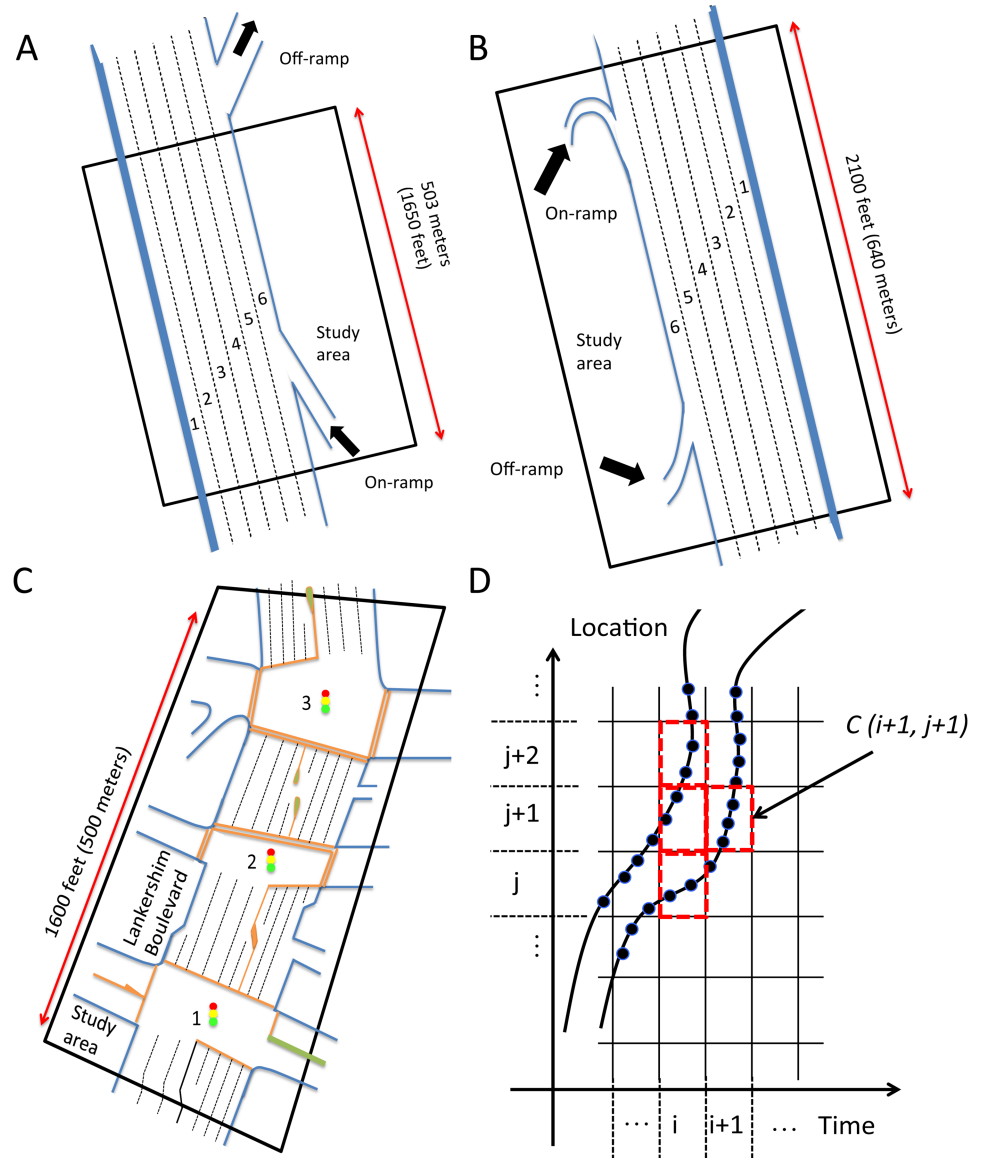 A
Off-ramp
503 meters
(1650 feet)
6
5
4
3
2
1
Study
area
On-ramp
B
On-ramp
2100 feet (640 meters)
1
2
3
4
5
6
Study
area
Off-ramp
C
1600 feet (500 meters)
3
2
Lankershim
Boulevard
1
Study
area
D
Location
⋮
j+2
j+1
j
⋮
C (i+1, j+1)
... i i+1 ... Time